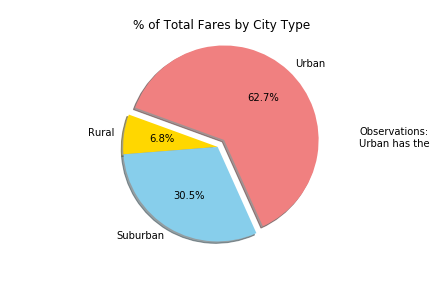 % of Total Fares by City Type
Urban
62.7%
Rural
6.8%
30.5%
Suburban
Observations:
Urban has the